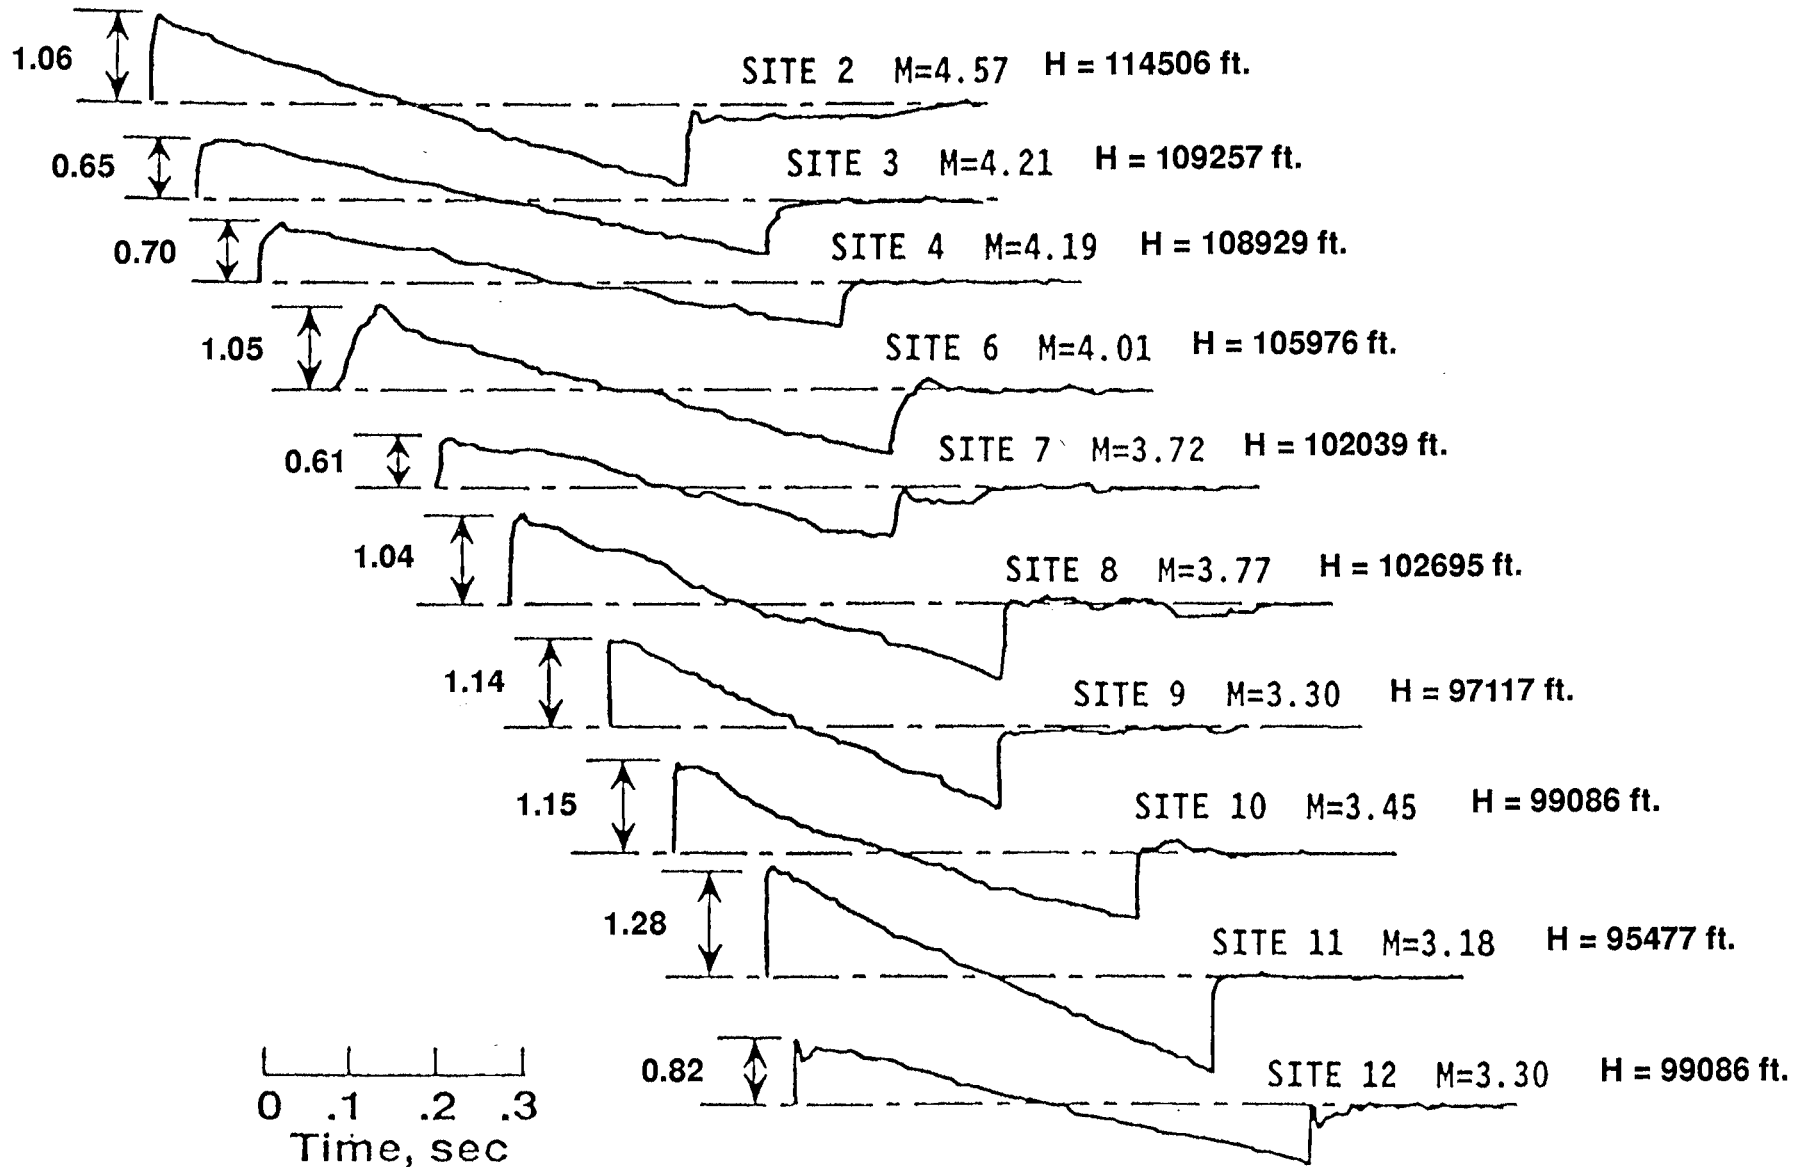 1.06 SITE 2 M=4.57 H = 114506 ft.
0.65 SITE 3 M=4.21 H = 109257 ft.
0.70 SITE 4 M=4.19 H = 108929 ft.
1.05 SITE 6 M=4.01 H = 105976 ft.
0.61 SITE 7 M=3.72 H = 102039 ft.
1.04 SITE 8 M=3.77 H = 102695 ft.
1.14 SITE 9 M=3.30 H = 97117 ft.
1.15 SITE 10 M=3.45 H = 99086 ft.
1.28 SITE 11 M=3.18 H = 95477 ft.
0.82 SITE 12 M=3.30 H = 99086 ft.
0 .1 .2 .3
Time, sec